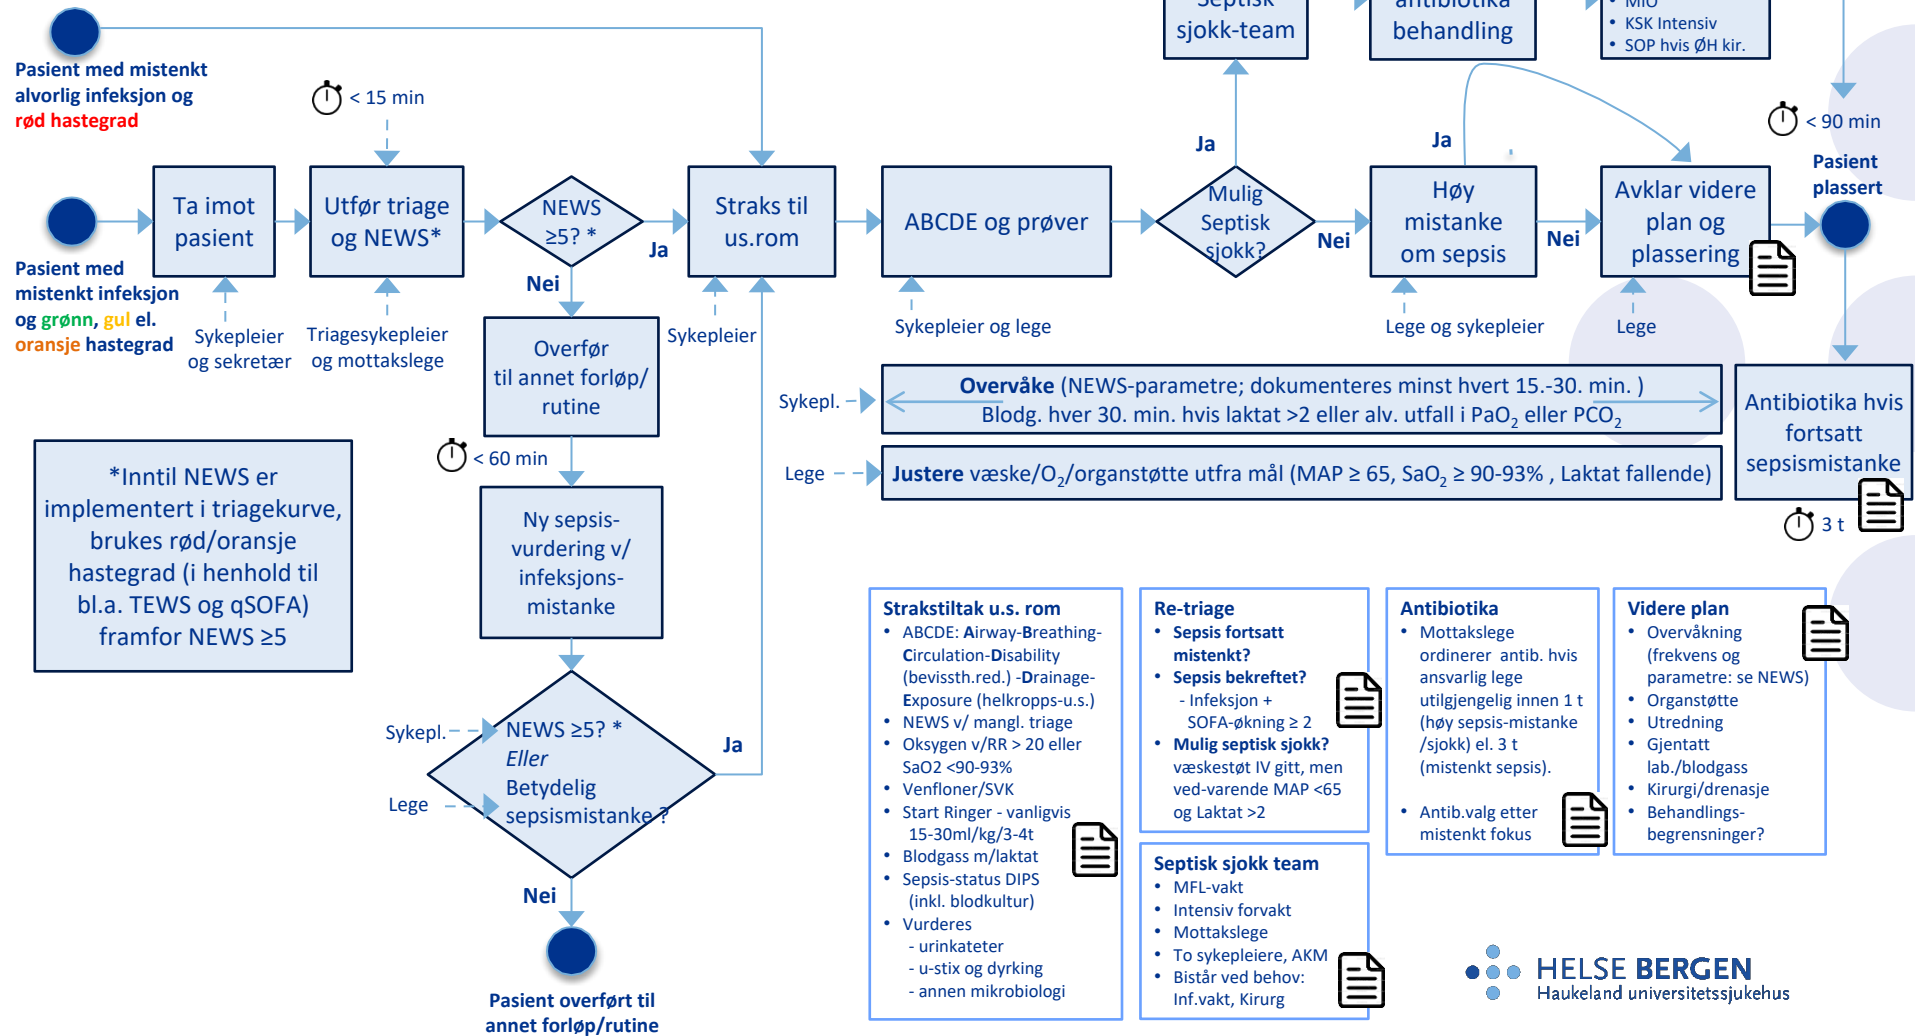 Septisk
sjokk-team
antibiotika
behandling
• MIO
• KSK Intensiv
• SOP hvis ØH kir.
Pasient med mistenkt
alvorlig infeksjon og
rød hastegrad
< 15 min
< 90 min
Ja
Ja
Pasient
plassert
Ta imot
pasient
Utfør triage
og NEWS*
NEWS
≥5? *
Ja
Nei
Straks til
us.rom
ABCDE og prøver
Mulig
Septisk
sjokk?
Nei
Høy
mistanke
om sepsis
Nei
Avklar videre
plan og
plassering
Pasient med
mistenkt infeksjon
og grønn, gul el.
oransje hastegrad
Sykepleier
og sekretær
Triagesykepleier
og mottakslege
Sykepleier
Sykepleier og lege
Lege og sykepleier
Lege
Overfør
til annet forløp/
rutine
Sykepl.
Overvåke (NEWS-parametre; dokumenteres minst hvert 15.-30. min. )
Blodg. hver 30. min. hvis laktat >2 eller alv. utfall i PaO₂ eller PCO₂
Lege
Justere væske/O₂/organstøtte utfra mål (MAP ≥ 65, SaO₂ ≥ 90-93% , Laktat fallende)
Antibiotika hvis
fortsatt
sepsismistanke
3 t
< 60 min
*Inntil NEWS er
implementert i triagekurve,
brukes rød/oransje
hastegrad (i henhold til
bl.a. TEWS og qSOFA)
framfor NEWS ≥5
Ny sepsis-
vurdering v/
infeksjons-
mistanke
Sykepl.
Lege
NEWS ≥5? *
Eller
Betydelig
sepsismistanke ?
Ja
Nei
Pasient overført til
annet forløp/rutine
Strakstiltak u.s. rom
• ABCDE: Airway-Breathing-
Circulation-Disability
(bevissth.red.) -Drainage-
Exposure (helkropps-u.s.)
• NEWS v/ mangl. triage
• Oksygen v/RR > 20 eller
SaO2 <90-93%
• Venfloner/SVK
• Start Ringer - vanligvis
15-30ml/kg/3-4t
• Blodgass m/laktat
• Sepsis-status DIPS
(inkl. blodkultur)
• Vurderes
- urinkateter
- u-stix og dyrking
- annen mikrobiologi
Re-triage
• Sepsis fortsatt
mistenkt?
• Sepsis bekreftet?
- Infeksjon +
SOFA-økning ≥ 2
• Mulig septisk sjokk?
væskestøt IV gitt, men
ved-varende MAP <65
og Laktat >2
Septisk sjokk team
• MFL-vakt
• Intensiv forvakt
• Mottakslege
• To sykepleiere, AKM
• Bistår ved behov:
Inf.vakt, Kirurg
Antibiotika
• Mottakslege
ordinerer antib. hvis
ansvarlig lege
utilgjengelig innen 1 t
(høy sepsis-mistanke
/sjokk) el. 3 t
(mistenkt sepsis).
• Antib.valg etter
mistenkt fokus
Videre plan
• Overvåkning
(frekvens og
parametre: se NEWS)
• Organstøtte
• Utredning
• Gjentatt
lab./blodgass
• Kirurgi/drenasje
• Behandlings-
begrensninger?
HELSE BERGEN
Haukeland universitetssjukehus